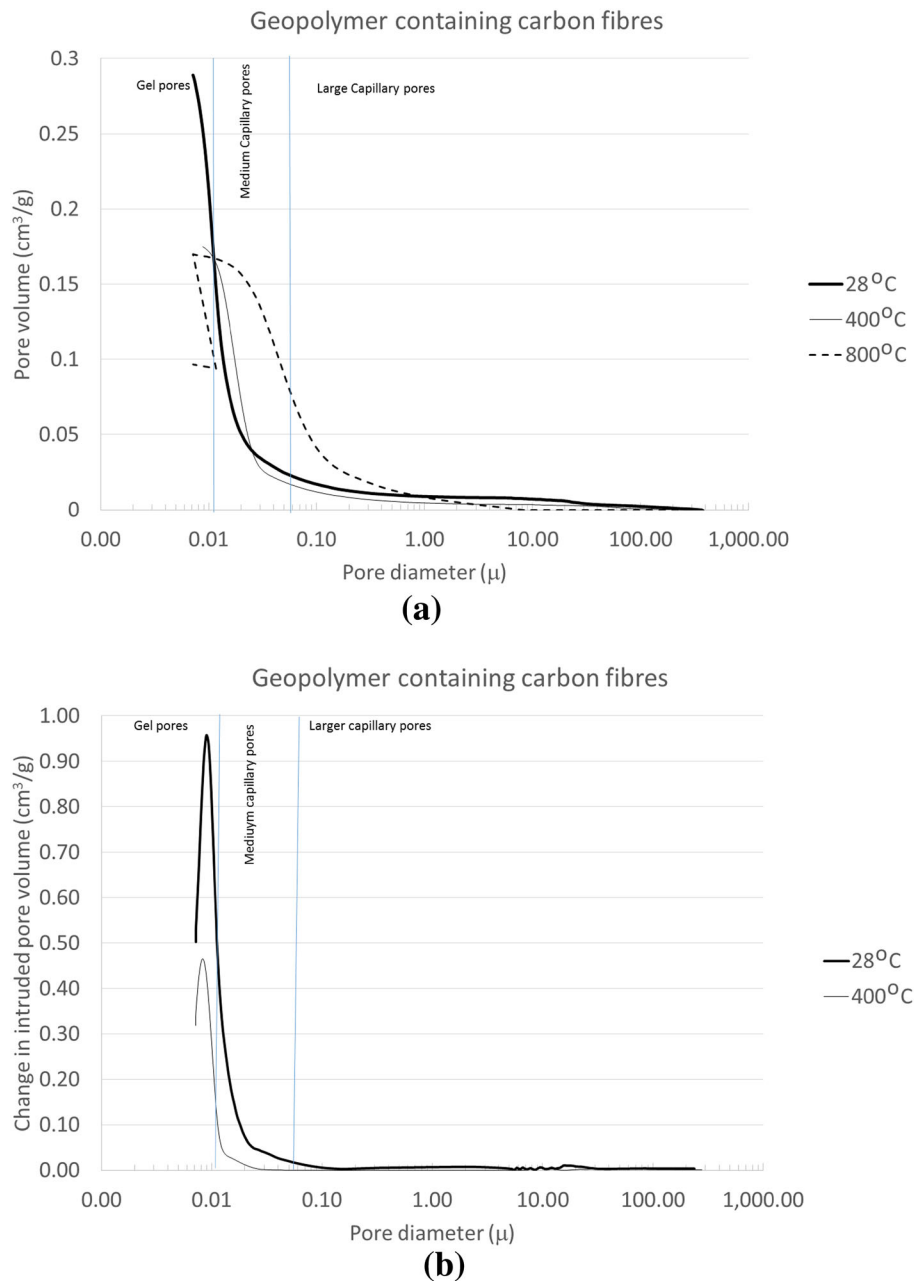 Geopolymer containing carbon fibres
0.3
Gel pores
Medium Capillary pores
Large Capillary pores
0.25
0.2
0.15
0.1
0.05
0
Pore volume (cm³/g)
28°C
400°C
800°C
0.00 0.01 0.10 1.00 10.00 100.00 1,000.00
Pore diameter (µ)
(a)
Geopolymer containing carbon fibres
1.00
Gel pores
Mediuym capillary pores
Larger capillary pores
0.90
0.80
0.70
0.60
0.50
0.40
0.30
0.20
0.10
0.00
Change in intruded pore volume (cm³/g)
28°C
400°C
0.00 0.01 0.10 1.00 10.00 100.00 1,000.00
Pore diameter (µ)
(b)